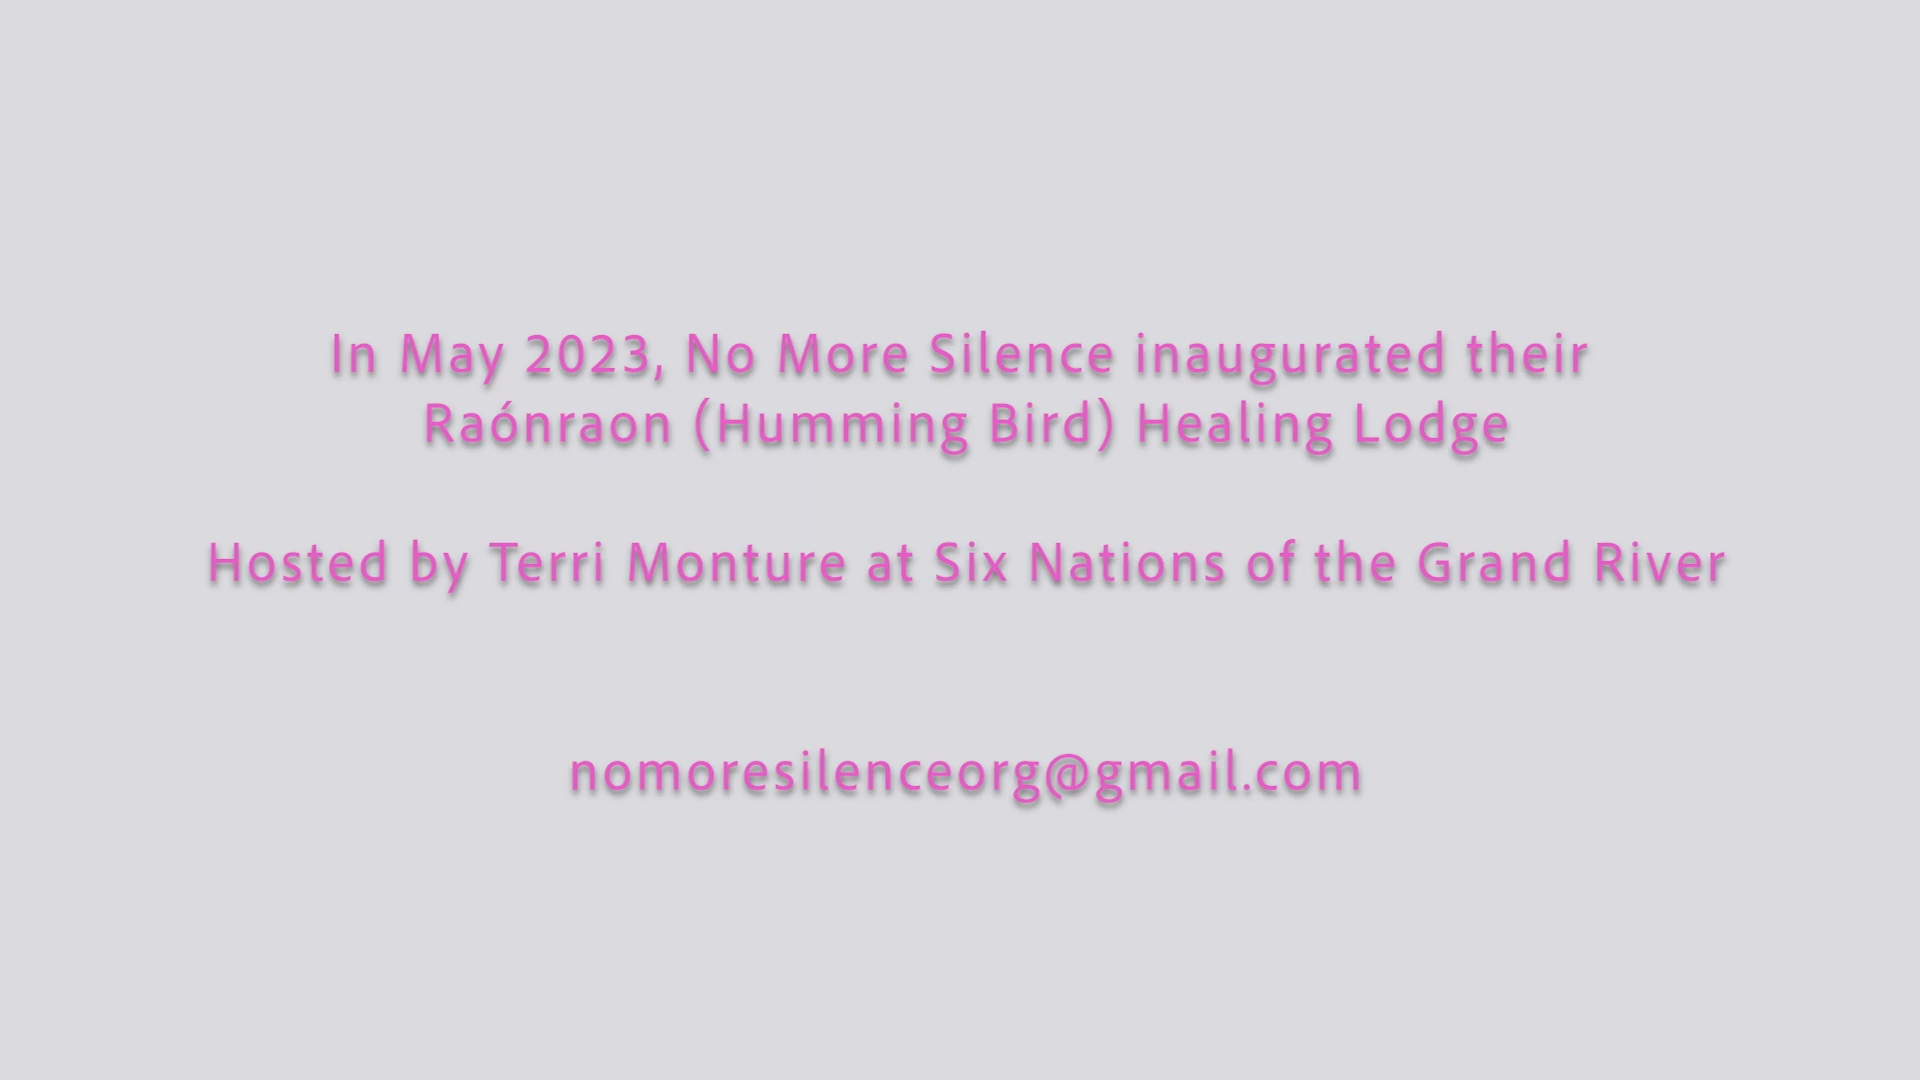 In May 2023, No More Silence inaugurated their
Raónraon (Humming Bird) Healing Lodge
Hosted by Terri Monture at Six Nations of the Grand River
nomoresilenceorg@gmail.com